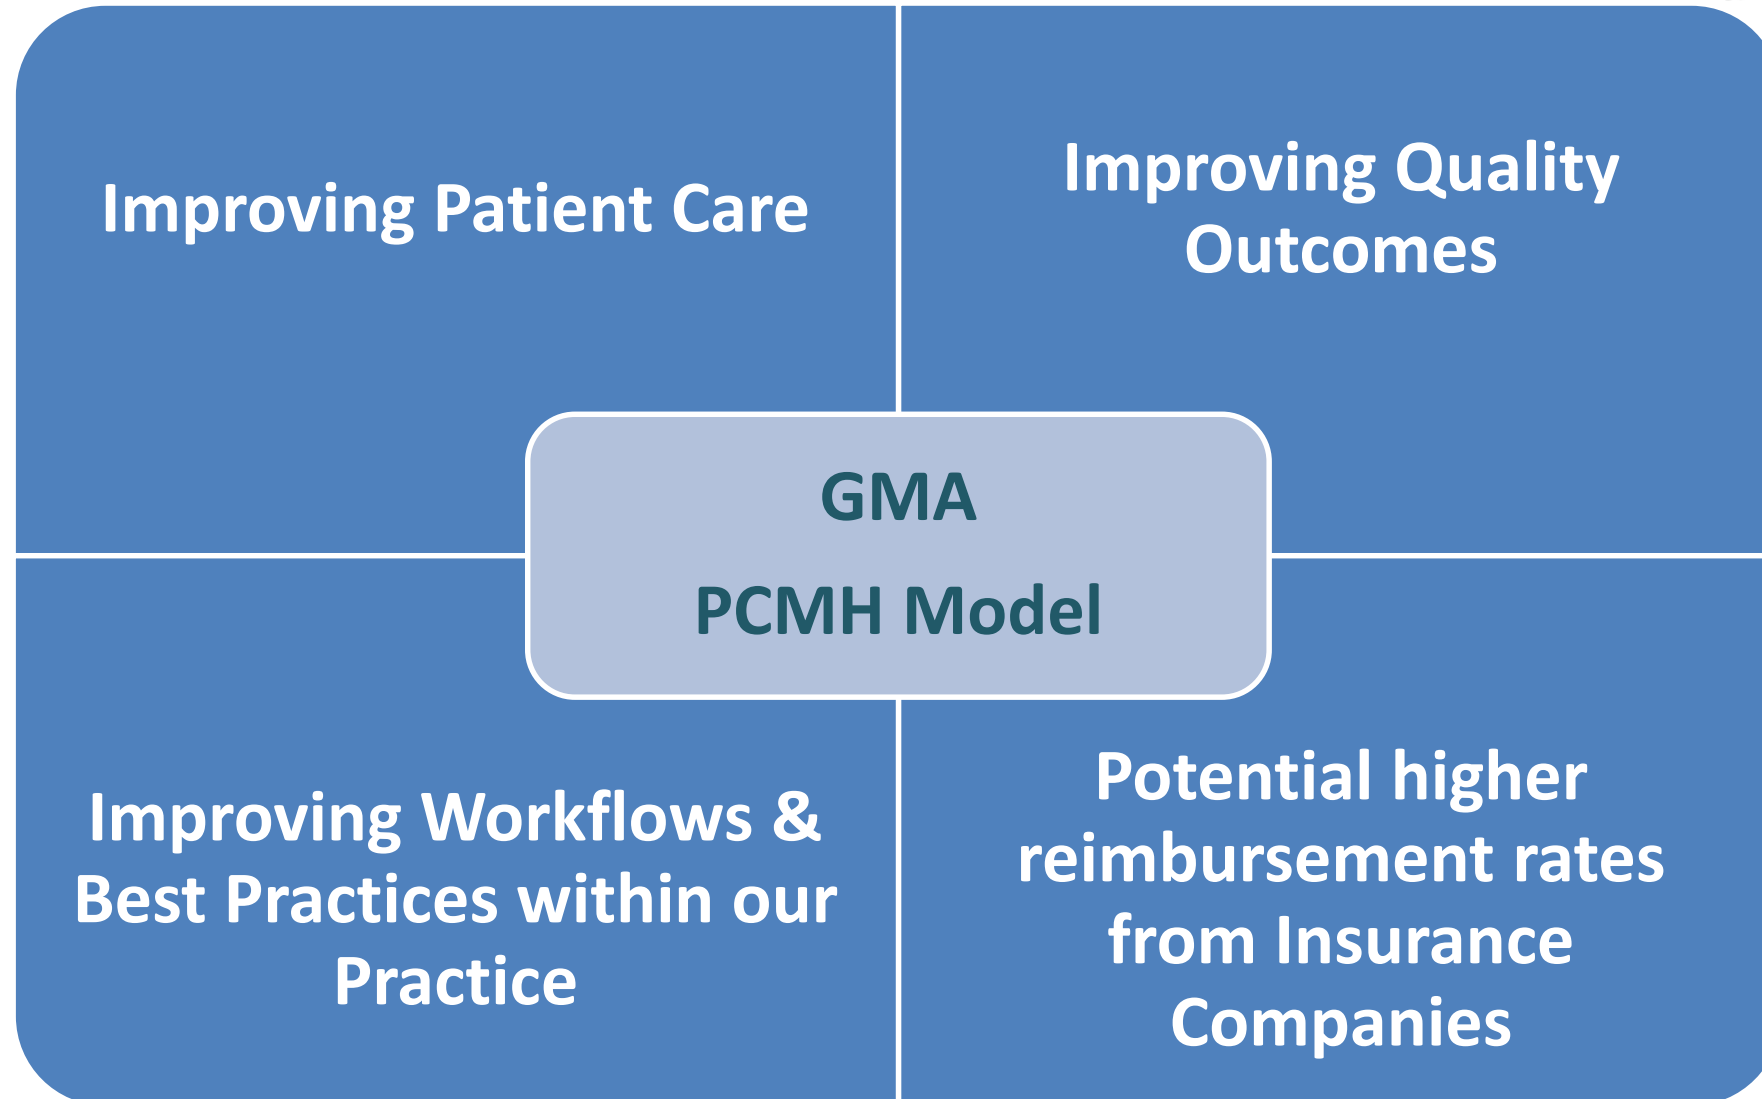 Improving Patient Care
Improving Quality
Outcomes
GMA
PCMH Model
Improving Workflows &
Best Practices within our
Practice
Potential higher
reimbursement rates
from Insurance
Companies